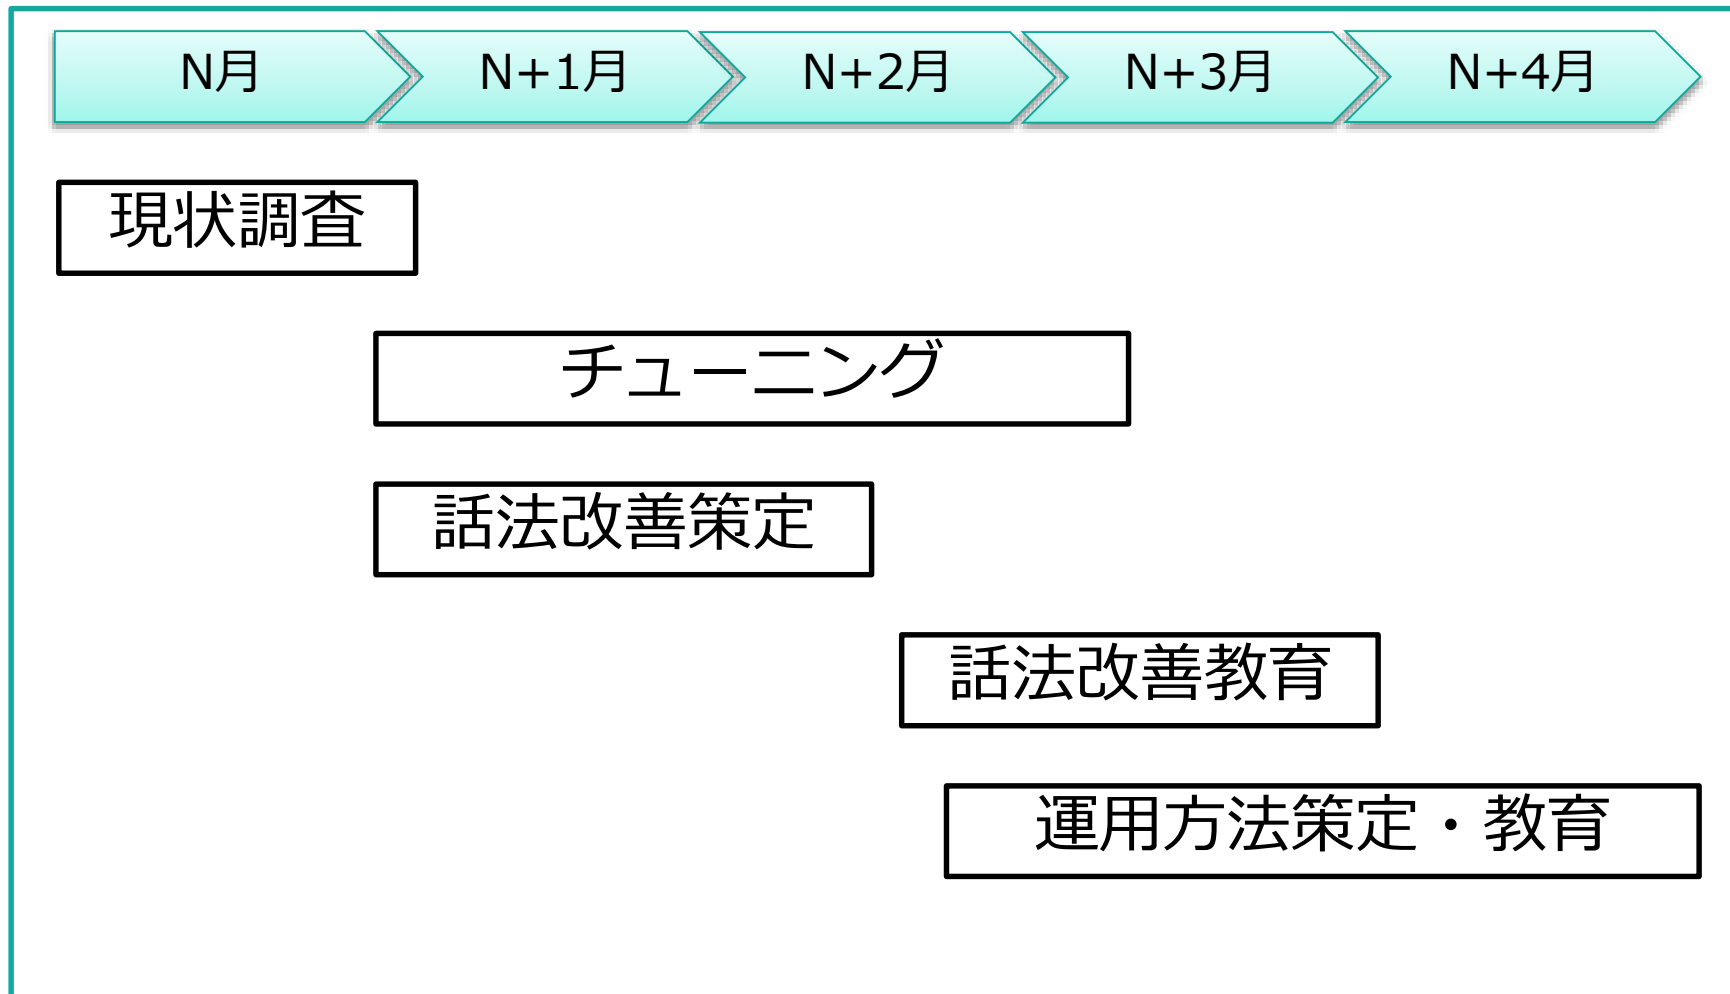 N月
N+1月
N+2月
N+3月
N+4月
現状調査
チューニング
話法改善策定
話法改善教育
運用方法策定・教育